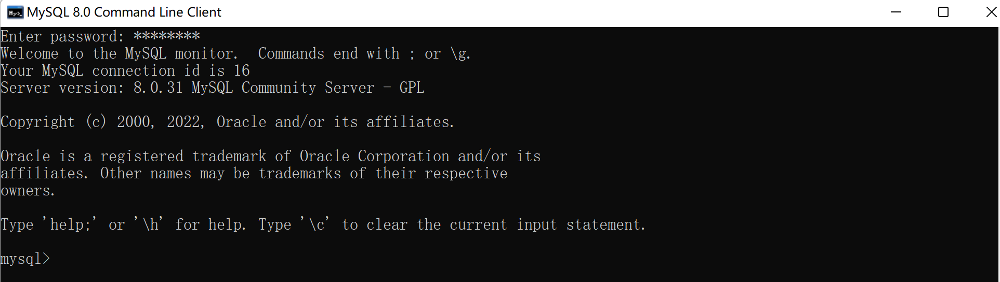 MySQL 8.0 Command Line Client
Enter password: ********
Welcome to the MySQL monitor.  Commands end with ; or \g.
Your MySQL connection id is 16
Server version: 8.0.31 MySQL Community Server - GPL
Copyright (c) 2000, 2022, Oracle and/or its affiliates.
Oracle is a registered trademark of Oracle Corporation and/or its
affiliates. Other names may be trademarks of their respective
owners.
Type 'help;' or '\h' for help. Type '\c' to clear the current input statement.
mysql>